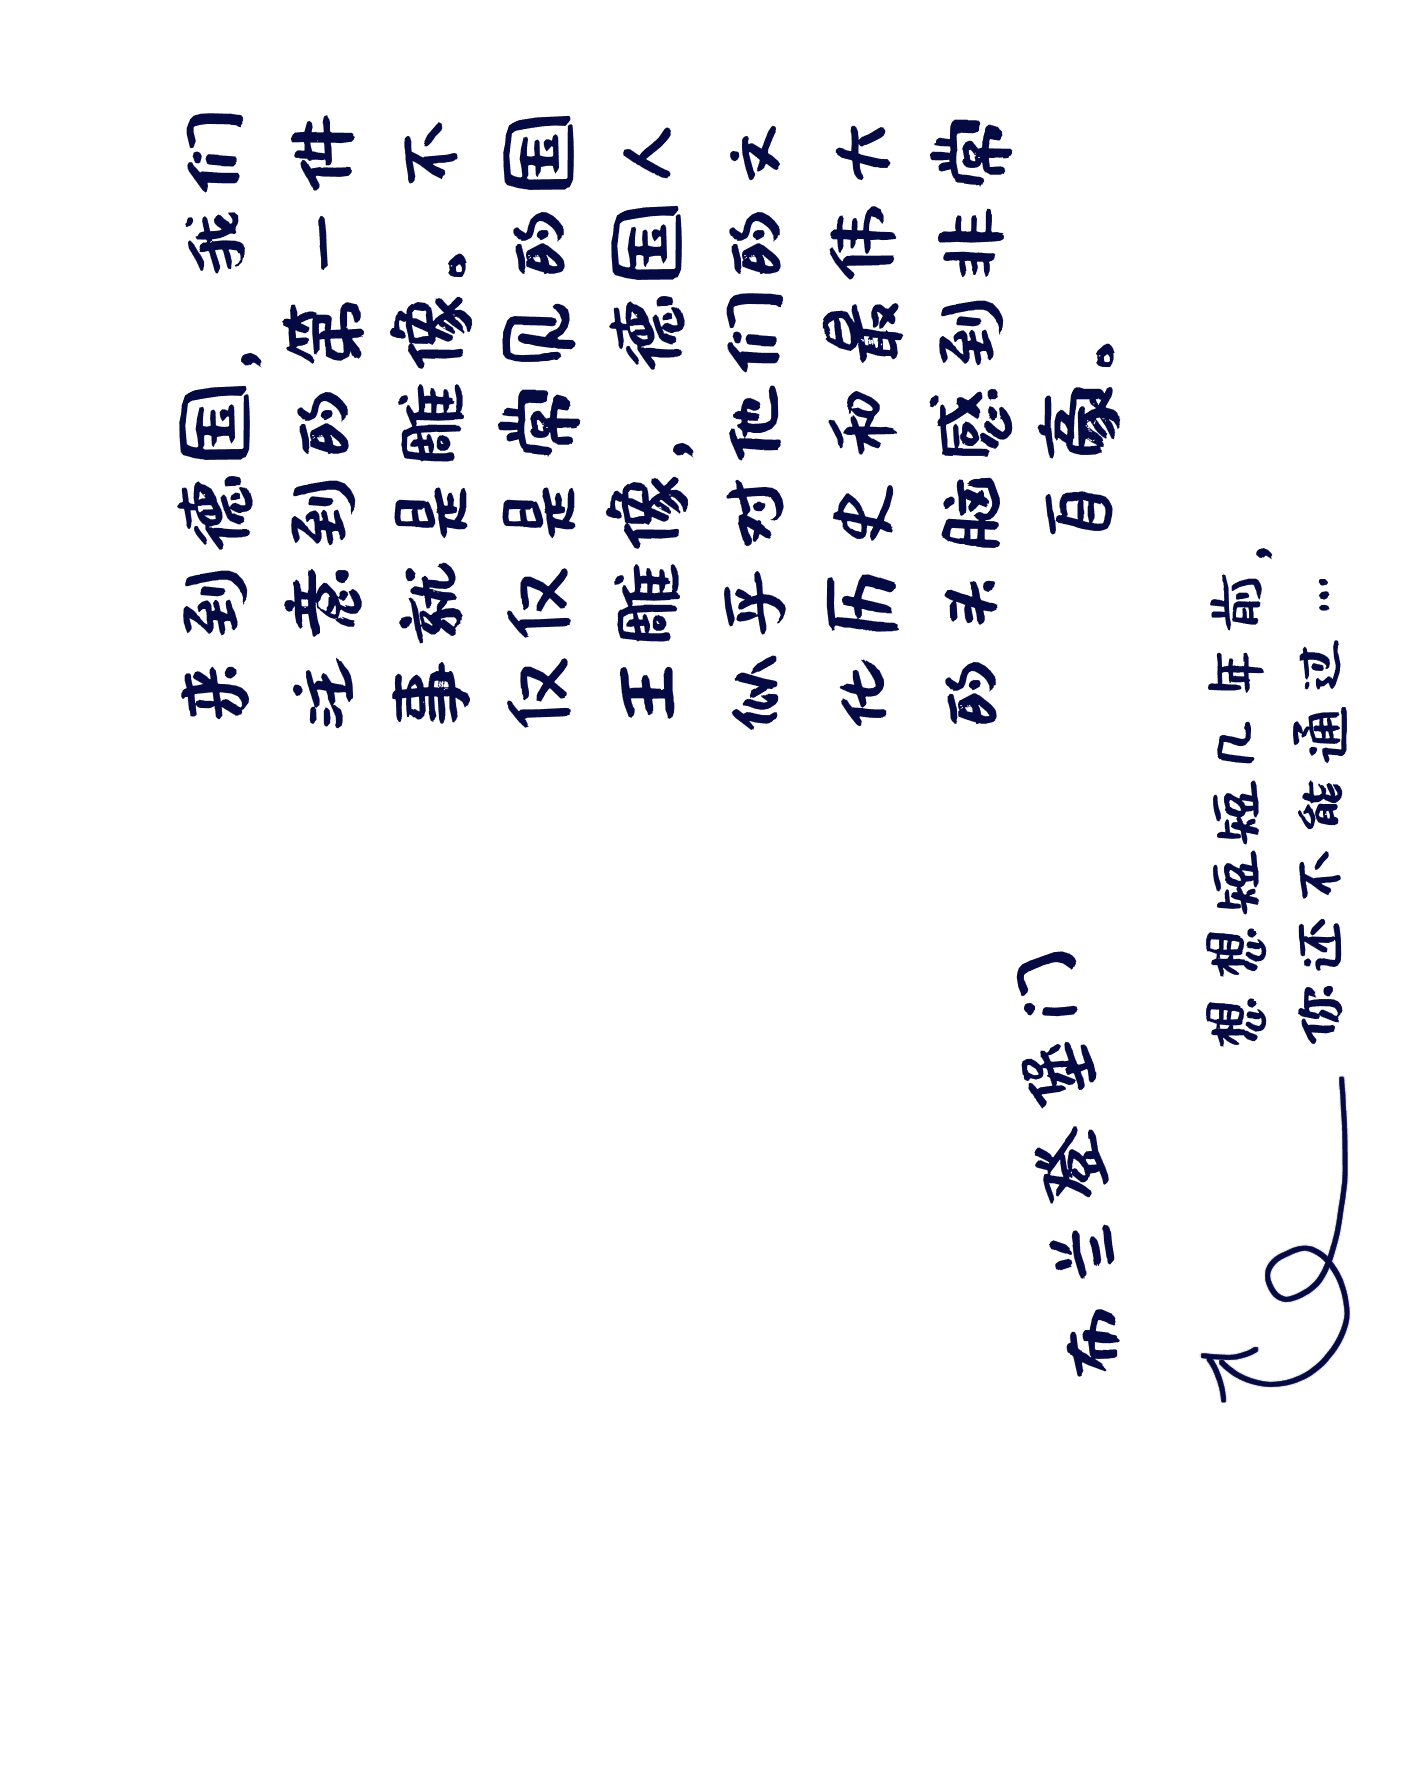 来到德国，我们
注意到的第一件
事就是雕像。不
仅仅是常见的国
王雕像，德国人
似乎对他们的文
化历史和最伟大
的头脑感到非常
自豪。
布兰登堡门
想想短短几年前，
你还不能通过…